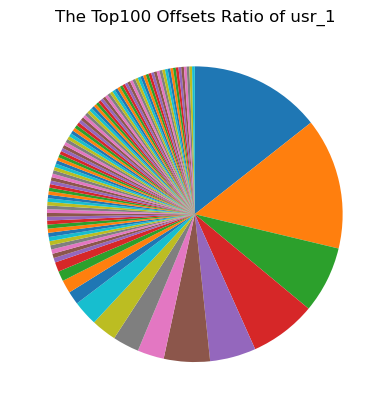 The Top100 Offsets Ratio of usr_1